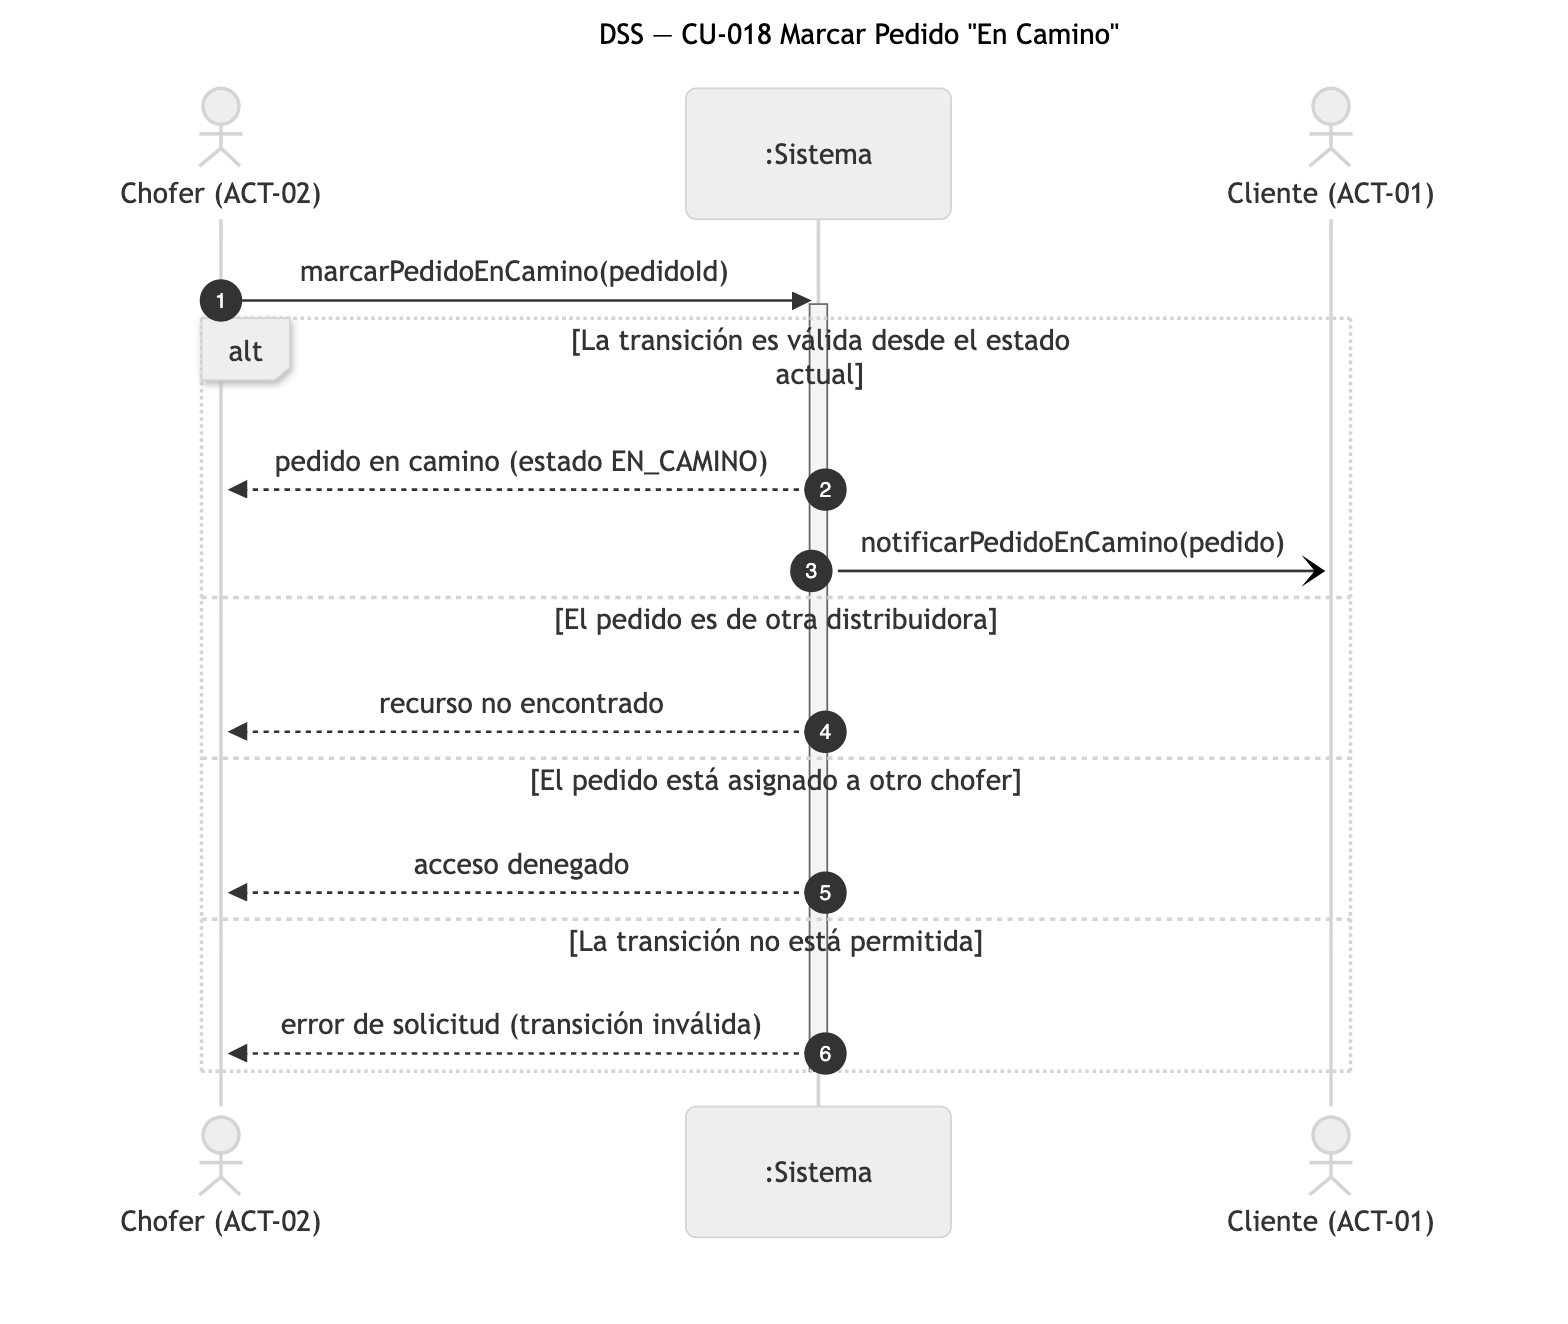 DSS — CU-018 Marcar Pedido "En Camino"
:Sistema
Chofer (ACT-02)
Cliente (ACT-01)
marcarPedidoEnCamino(pedidoId)
1
alt
[La transición es válida desde el estado
actual]
pedido en camino (estado EN_CAMINO)
2
notificarPedidoEnCamino(pedido)
3
[El pedido es de otra distribuidora]
recurso no encontrado
4
[El pedido está asignado a otro chofer]
acceso denegado
5
[La transición no está permitida]
error de solicitud (transición inválida)
6
:Sistema
Chofer (ACT-02)
Cliente (ACT-01)